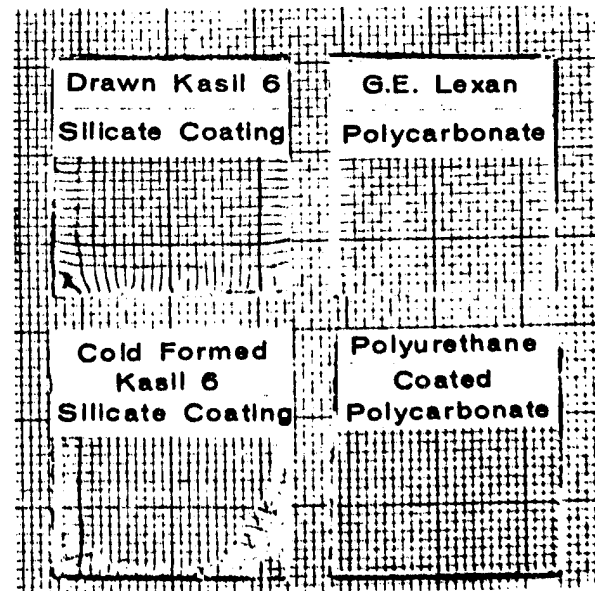 Drawn Kasil 6
Silicate Coating
G.E. Lexan
Polycarbonate
Cold Formed
Kasil 6
Silicate Coating
Polyurethane
Coated
Polycarbonate